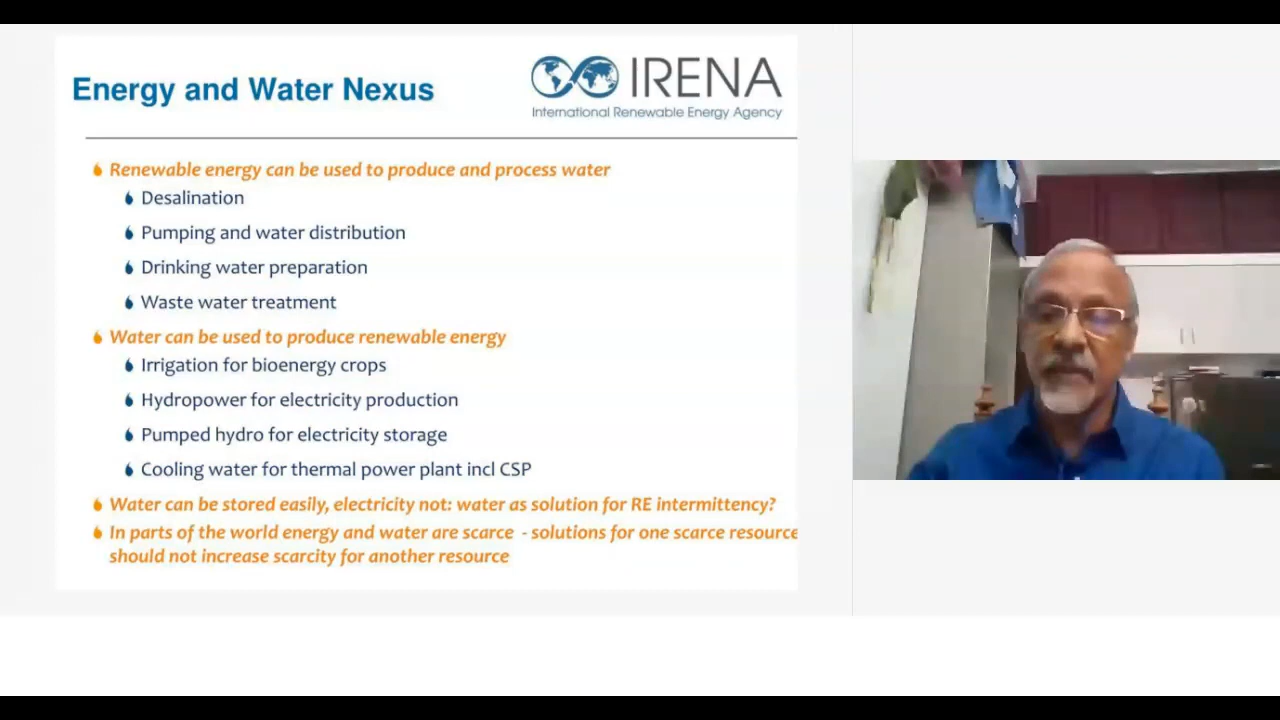 Energy and Water Nexus
IRENA
International Renewable Energy Agency
Renewable energy can be used to produce and process water
Desalination
Pumping and water distribution
Drinking water preparation
Waste water treatment
Water can be used to produce renewable energy
Irrigation for bioenergy crops
Hydropower for electricity production
Pumped hydro for electricity storage
Cooling water for thermal power plant incl CSP
Water can be stored easily, electricity not: water as solution for RE intermittency?
In parts of the world energy and water are scarce - solutions for one scarce resource
should not increase scarcity for another resource